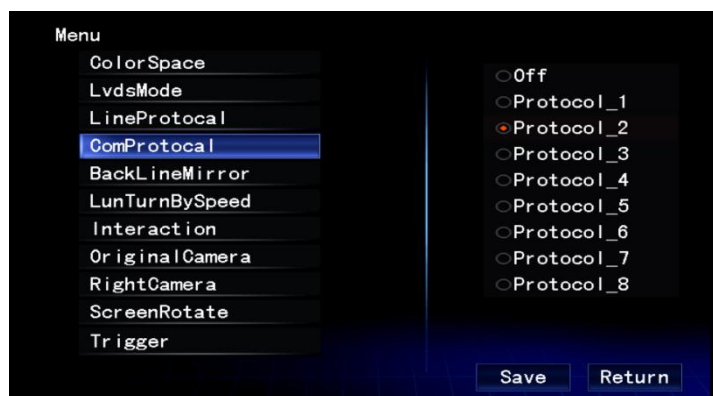 Menu
ColorSpace
LvdsMode
LineProtocal
ComProtocal
BackLineMirror
LunTurnBySpeed
Interaction
OriginalCamera
RightCamera
ScreenRotate
Trigger
Off
Protocol_1
Protocol_2
Protocol_3
Protocol_4
Protocol_5
Protocol_6
Protocol_7
Protocol_8
Save Return